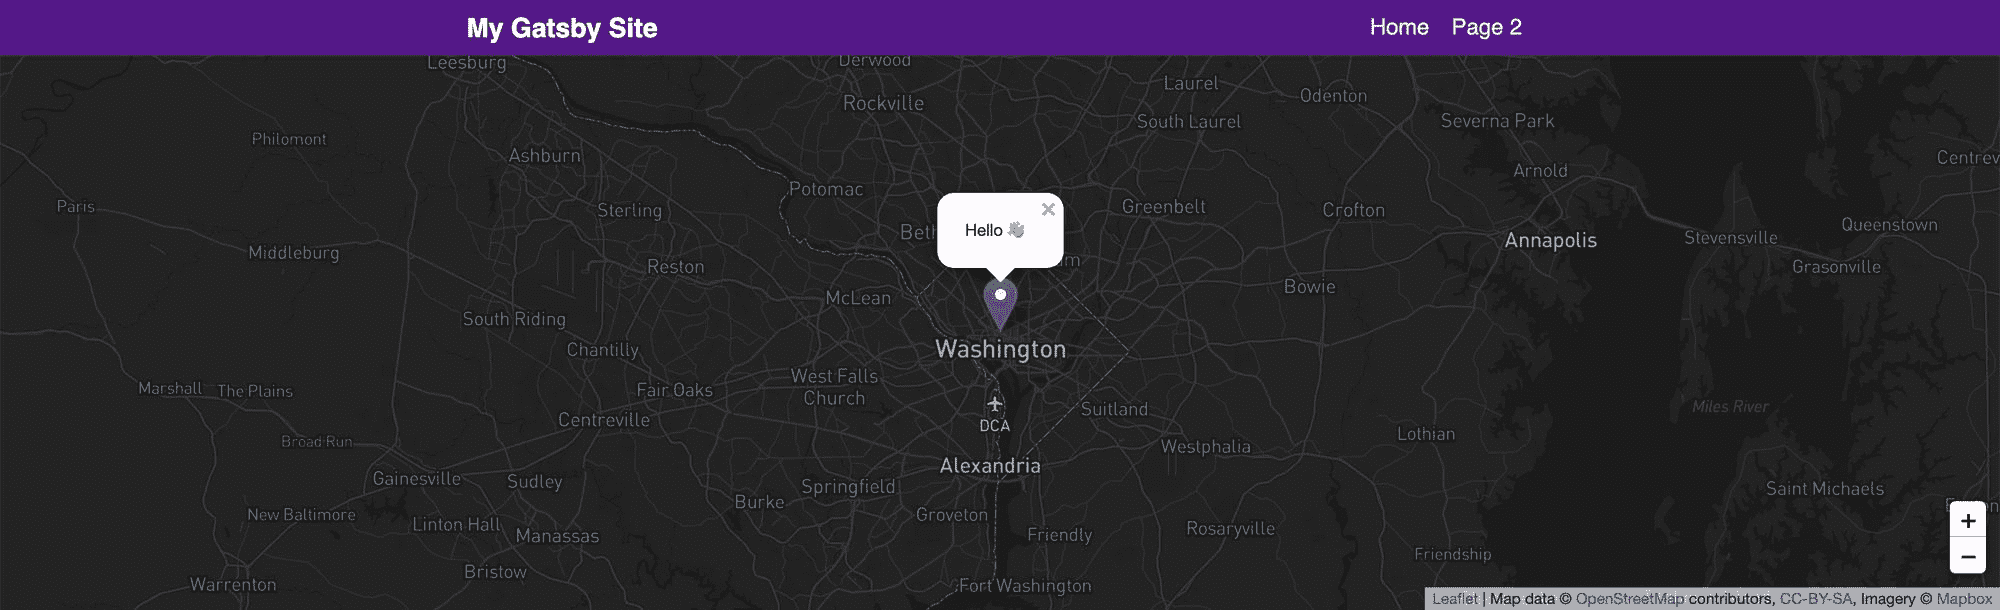 My Gatsby Site
Home Page 2
Leesburg
Derwood
Rockville
Laurel
Odenton
Philomont
South Laurel
Severna Park
Ashburn
Arnold
Potomac
Paris
Sterling
Greenbelt
Crofton
Queenstown
Hello 👋
×
Middleburg
Annapolis
Stevensville
Reston
Grasonville
McLean
Bowie
South Riding
Chantilly
Washington
West Falls
Church
Marshall
The Plains
Fair Oaks
Centreville
DCA
Suitland
Miles River
Broad Run
Lothian
Westphalia
Alexandria
Gainesville
Sudley
Springfield
Saint Michaels
Burke
New Baltimore
Linton Hall
Manassas
Groveton
Friendly
Rosaryville
+
−
Friendship
Bristow
Warrenton
Fort Washington
Leaflet | Map data © OpenStreetMap contributors, CC-BY-SA, Imagery © Mapbox